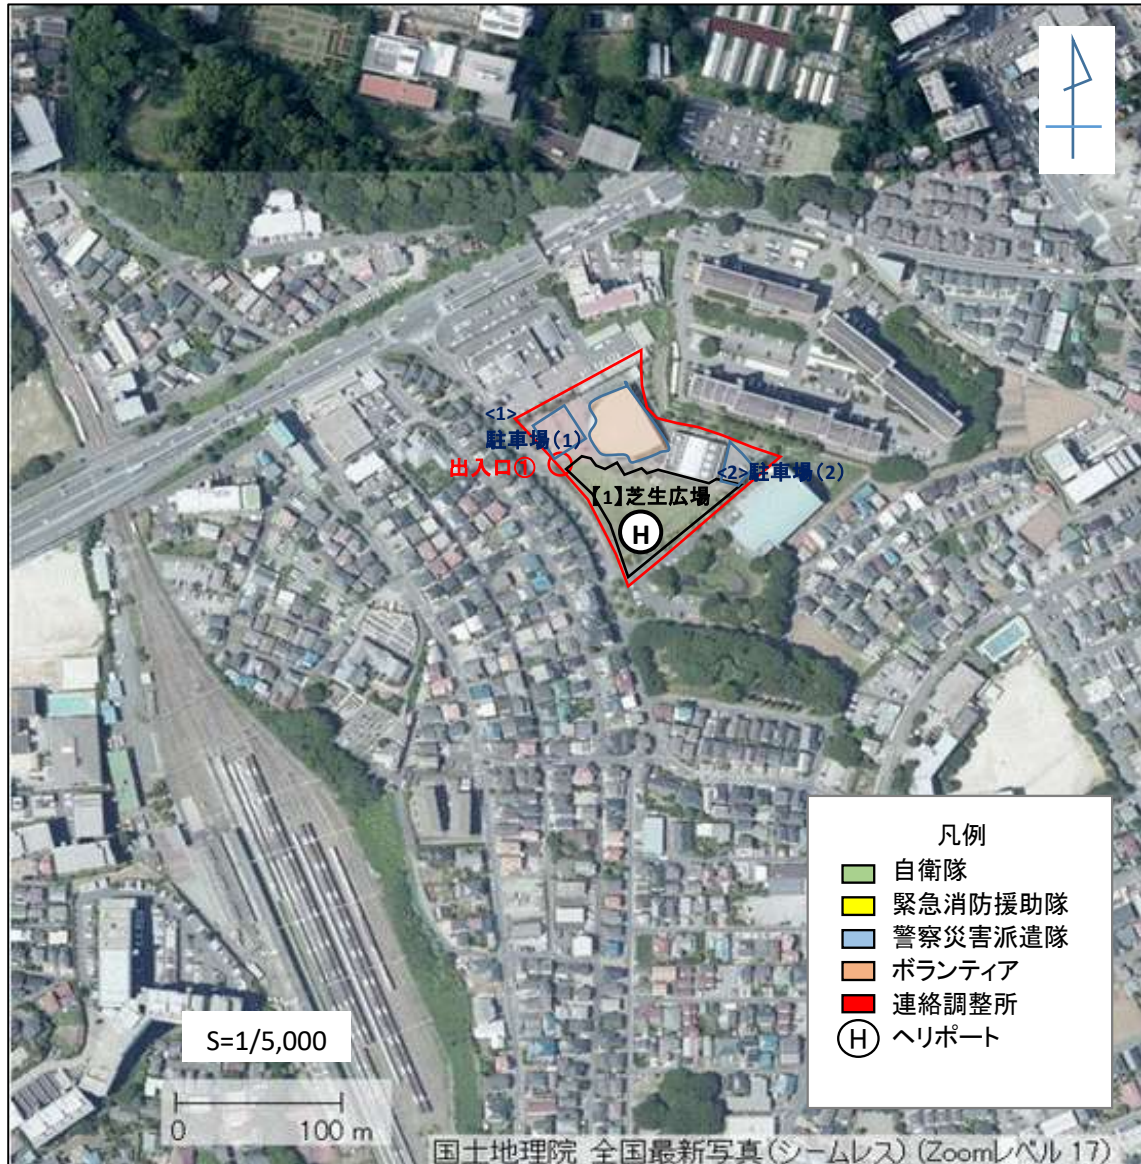 <1>
駐車場(1)
出入口①
<2>駐車場(2)
【1】芝生広場
H
凡例
自衛隊
緊急消防援助隊
警察災害派遣隊
ボランティア
連絡調整所
H ヘリポート
S=1/5,000
0 100 m
国土地理院 全国最新写真(シームレス) (Zoomレベル 17)